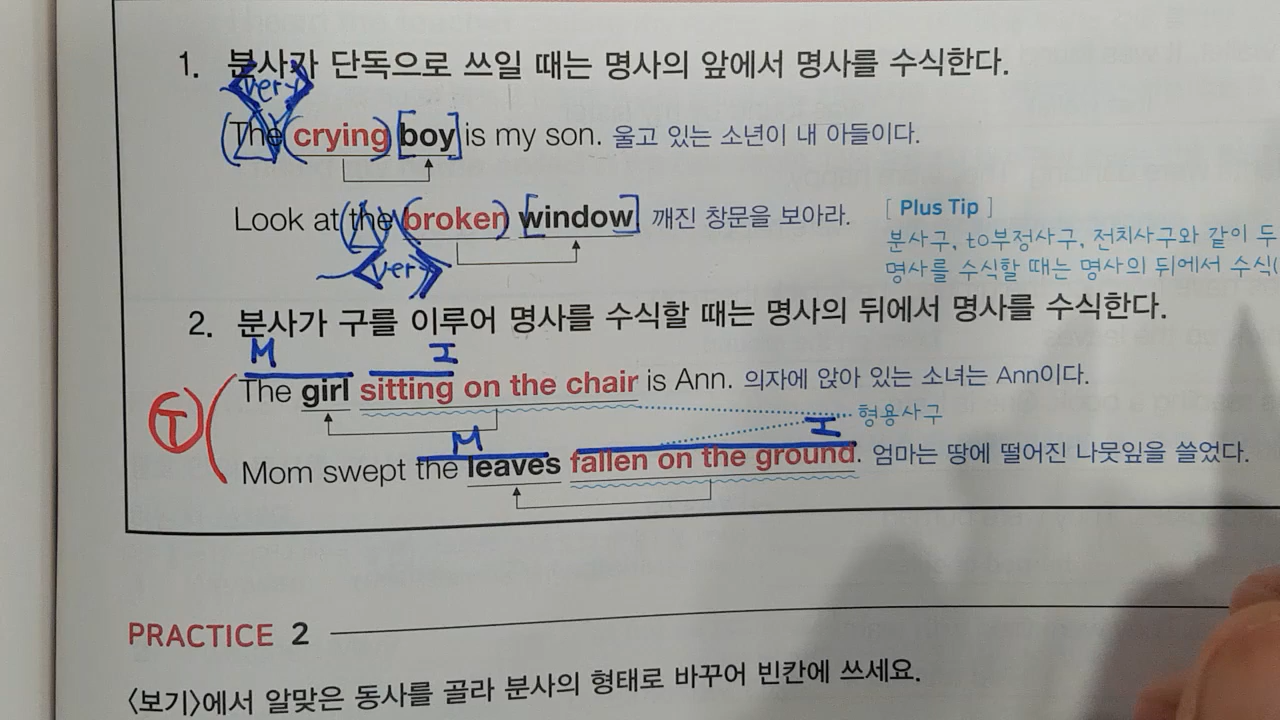 1. 분사가 단독으로 쓰일 때는 명사의 앞에서 명사를 수식한다.
very
The crying boy is my son. 울고 있는 소년이 내 아들이다.
Look at the broken window 깨진 창문을 보아라.
very
[ Plus Tip ]
분사구, to부정사구, 전치사구와 같이 두
명사를 수식할 때는 명사의 뒤에서 수식
2. 분사가 구를 이루어 명사를 수식할 때는 명사의 뒤에서 명사를 수식한다.
M I
The girl sitting on the chair is Ann. 의자에 앉아 있는 소녀는 Ann이다.
T
형용사구
M I
Mom swept the leaves fallen on the ground. 엄마는 땅에 떨어진 나뭇잎을 쓸었다.
PRACTICE 2
〈보기〉에서 알맞은 동사를 골라 분사의 형태로 바꾸어 빈칸에 쓰세요.